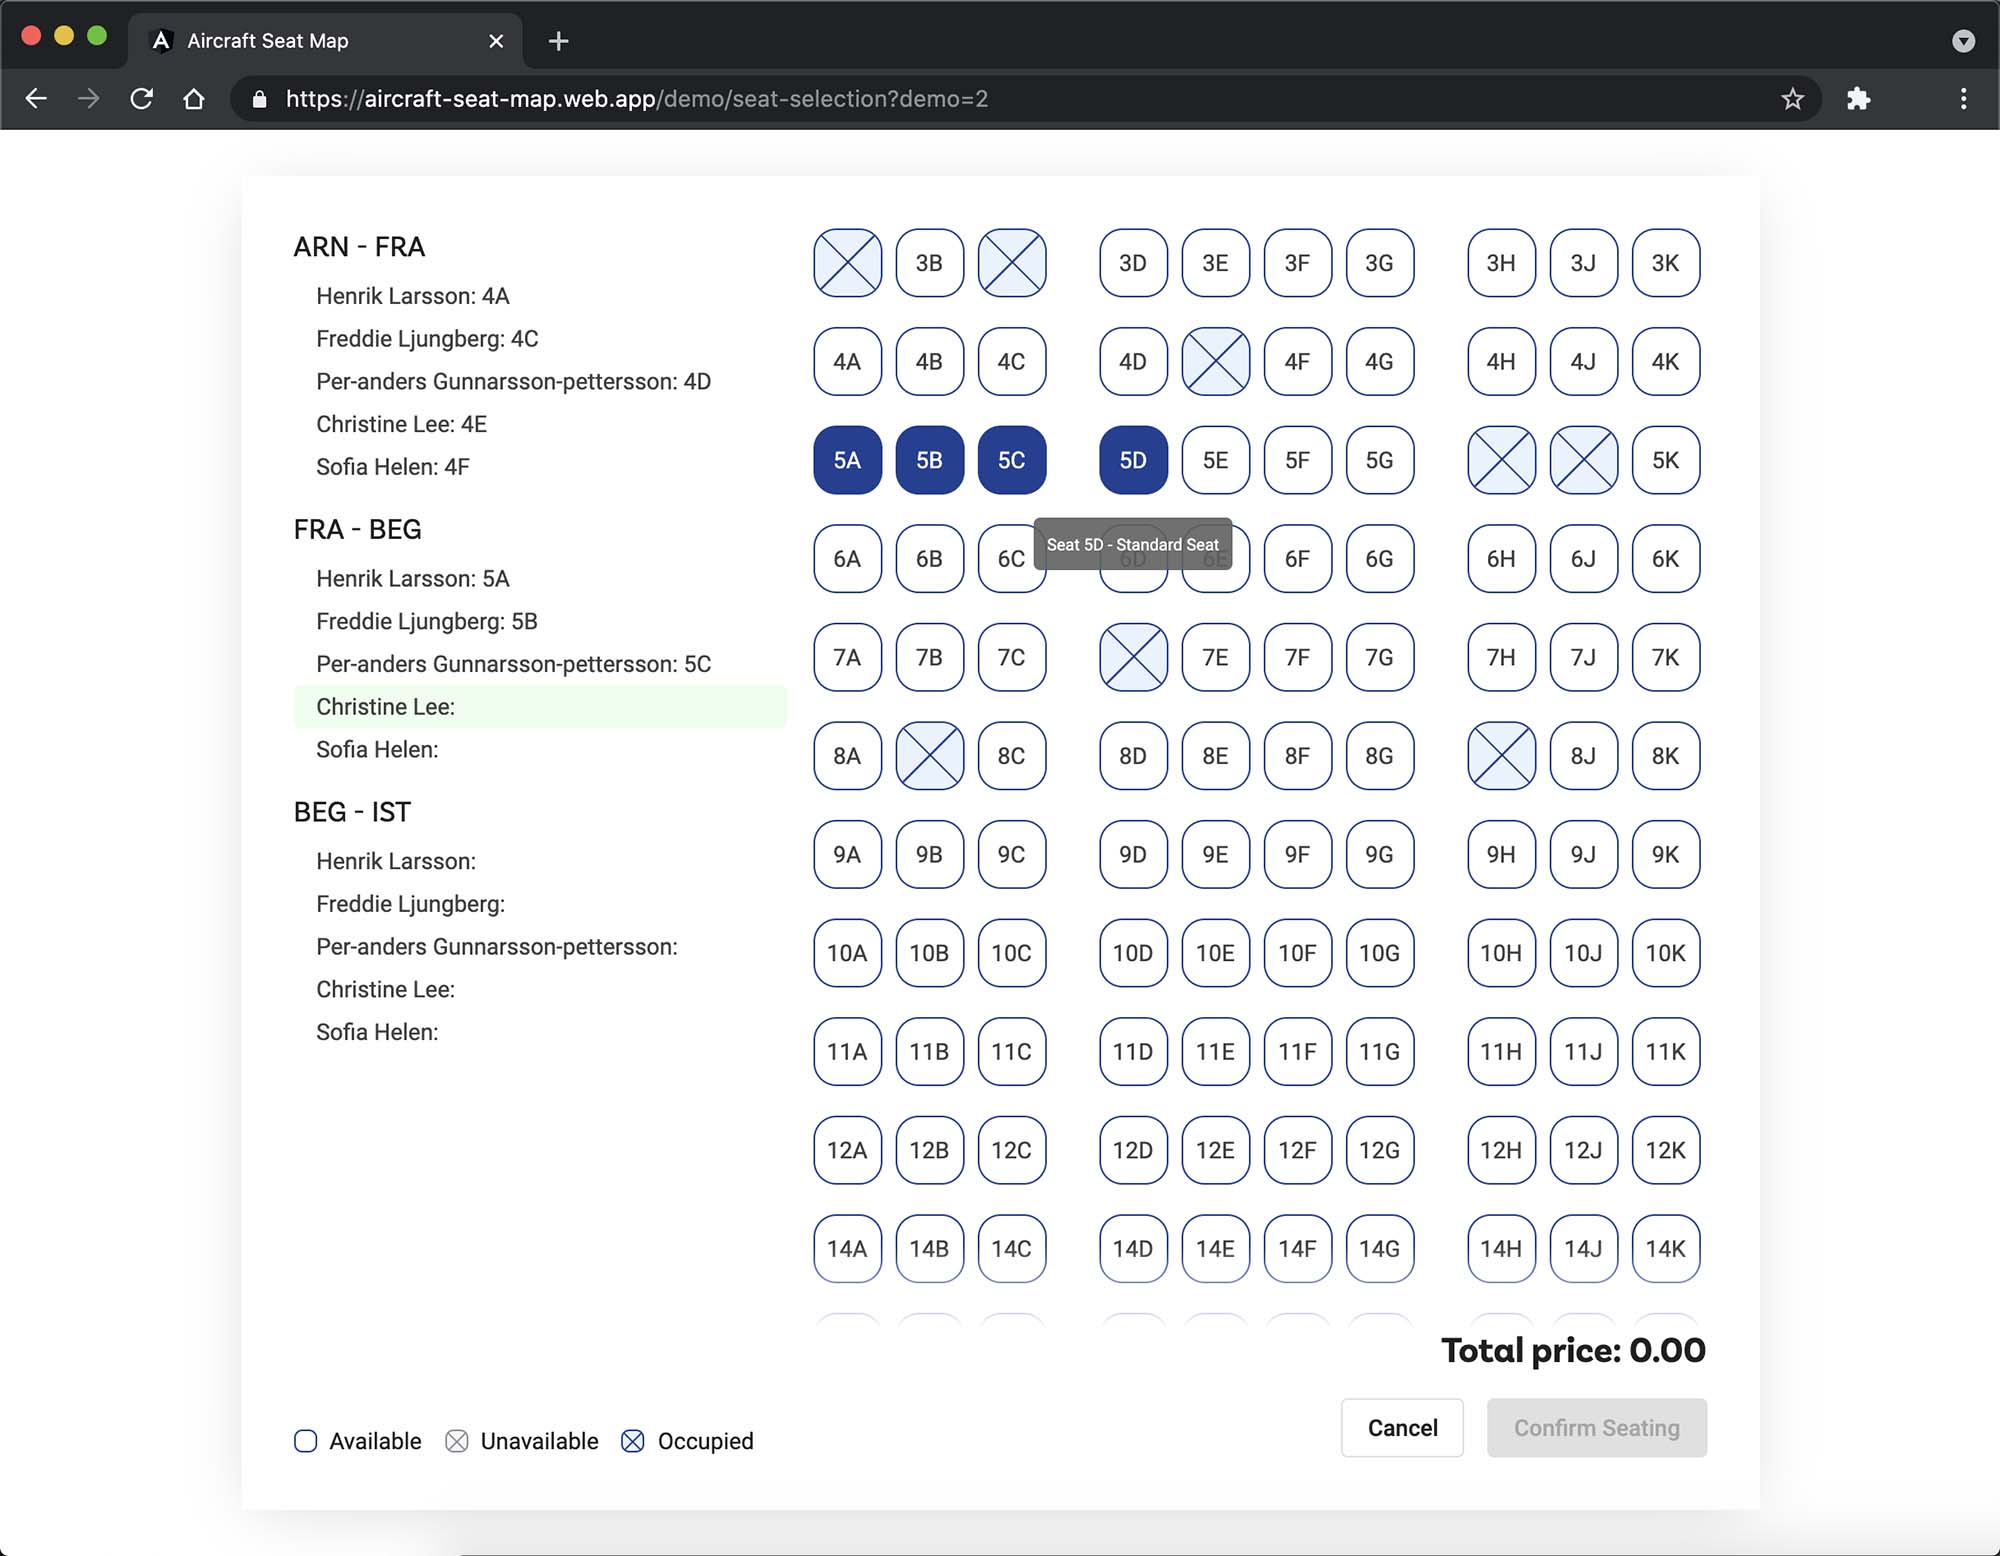 Aircraft Seat Map
https://aircraft-seat-map.web.app/demo/seat-selection?demo=2
ARN - FRA
Henrik Larsson: 4A
Freddie Ljungberg: 4C
Per-anders Gunnarsson-pettersson: 4D
Christine Lee: 4E
Sofia Helen: 4F
FRA - BEG
Henrik Larsson: 5A
Freddie Ljungberg: 5B
Per-anders Gunnarsson-pettersson: 5C
Christine Lee:
Sofia Helen:
BEG - IST
Henrik Larsson:
Freddie Ljungberg:
Per-anders Gunnarsson-pettersson:
Christine Lee:
Sofia Helen:
3B 3D 3E 3F 3G 3H 3J 3K
4A 4B 4C 4D 4F 4G 4H 4J 4K
5A 5B 5C 5D 5E 5F 5G 5K
Seat 5D - Standard Seat
6A 6B 6C 6D 6E 6F 6G 6H 6J 6K
7A 7B 7C 7E 7F 7G 7H 7J 7K
8A 8C 8D 8E 8F 8G 8J 8K
9A 9B 9C 9D 9E 9F 9G 9H 9J 9K
10A 10B 10C 10D 10E 10F 10G 10H 10J 10K
11A 11B 11C 11D 11E 11F 11G 11H 11J 11K
12A 12B 12C 12D 12E 12F 12G 12H 12J 12K
14A 14B 14C 14D 14E 14F 14G 14H 14J 14K
Total price: 0.00
Cancel Confirm Seating
Available Unavailable Occupied